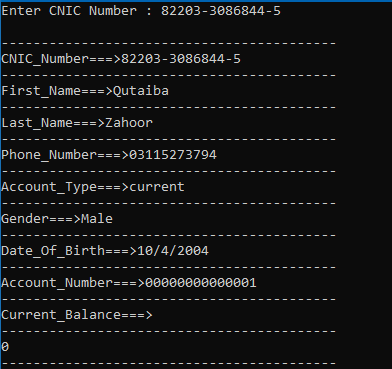 Enter CNIC Number : 82203-3086844-5
-----------------------------------------
CNIC_Number===>82203-3086844-5
-----------------------------------------
First_Name===>Qutaiba
-----------------------------------------
Last_Name===>Zahoor
-----------------------------------------
Phone_Number===>03115273794
-----------------------------------------
Account_Type===>current
-----------------------------------------
Gender===>Male
-----------------------------------------
Date_Of_Birth===>10/4/2004
-----------------------------------------
Account_Number===>00000000000001
-----------------------------------------
Current_Balance===>
-----------------------------------------
0
-----------------------------------------